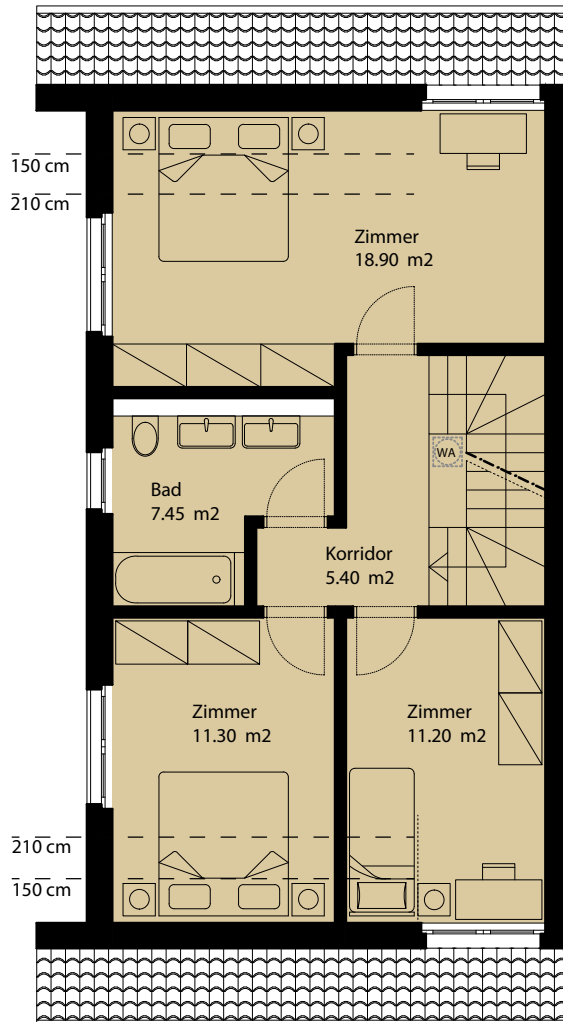 150 cm
210 cm
Zimmer
18.90 m2
WA
Bad
7.45 m2
Korridor
5.40 m2
Zimmer
11.30 m2
Zimmer
11.20 m2
210 cm
150 cm